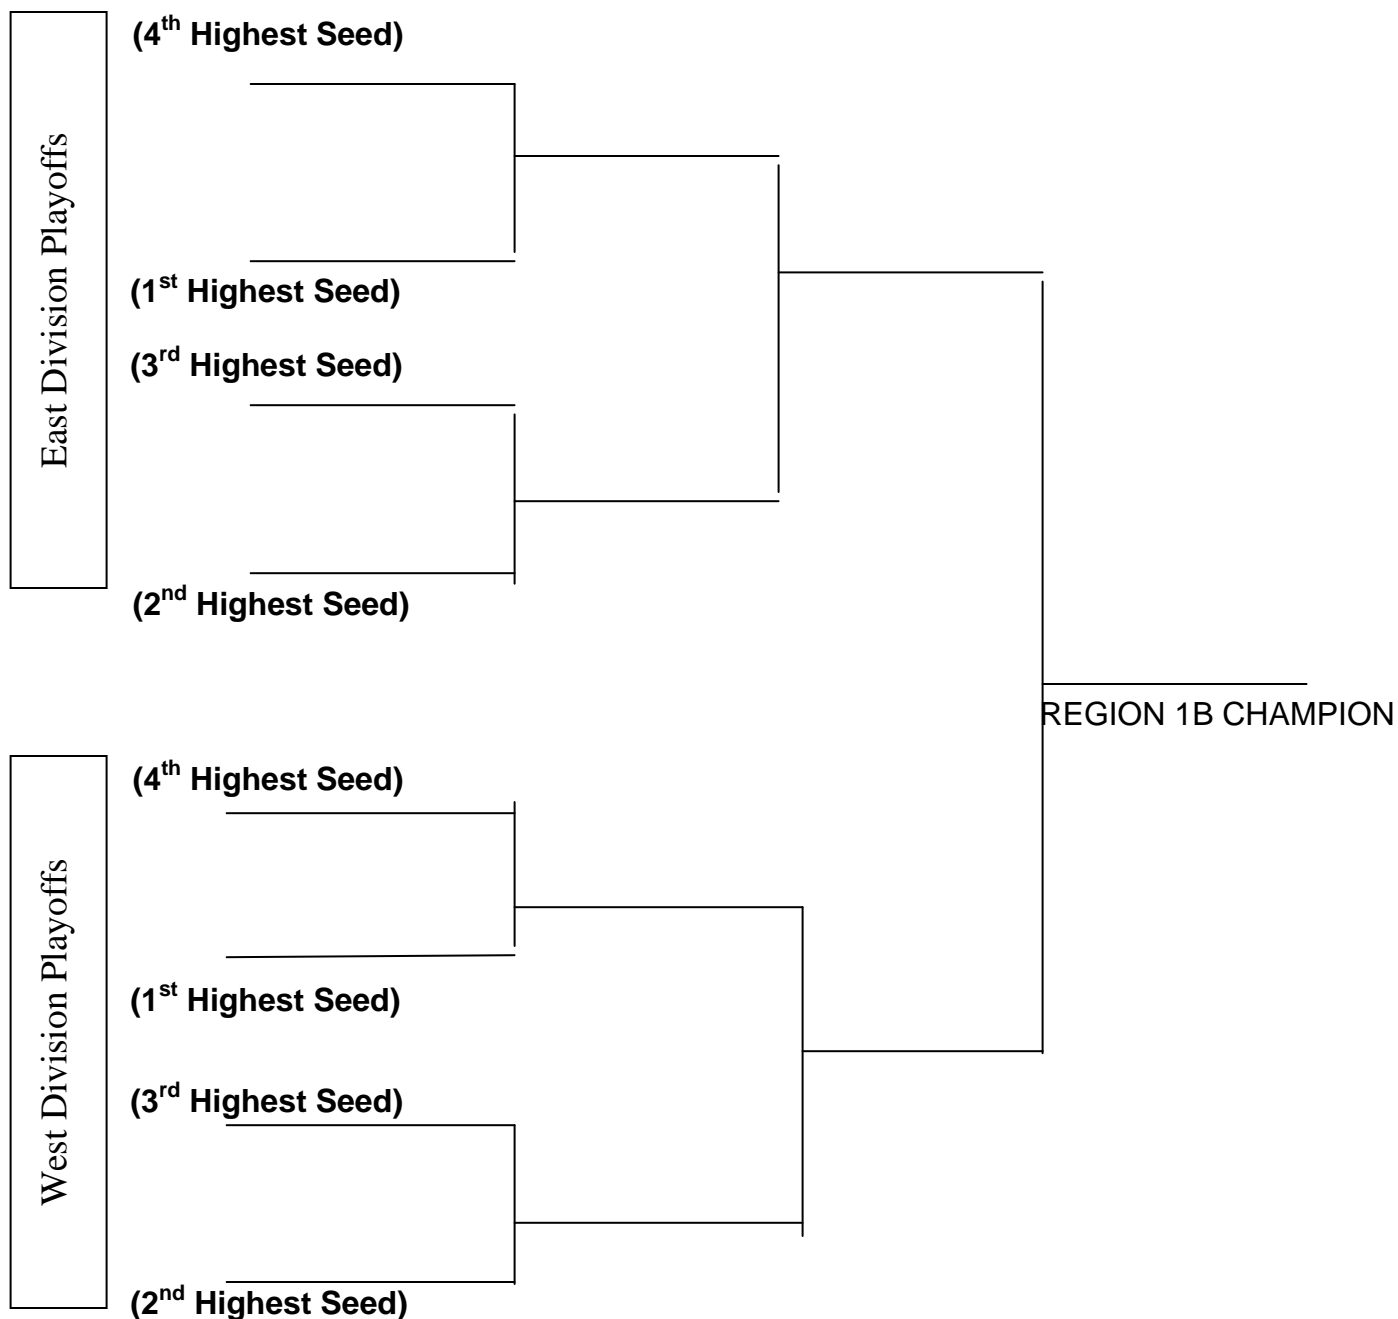 East Division Playoffs
(4th Highest Seed)
(1st Highest Seed)
(3rd Highest Seed)
(2nd Highest Seed)
REGION 1B CHAMPION
West Division Playoffs
(4th Highest Seed)
(1st Highest Seed)
(3rd Highest Seed)
(2nd Highest Seed)